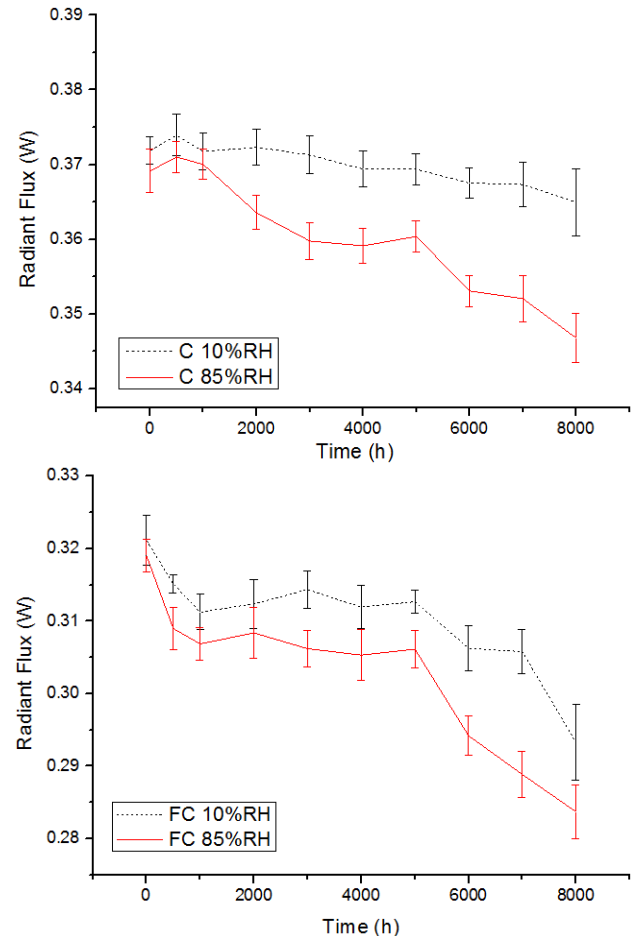 0.39
0.38
0.37
0.36
0.35
0.34
Radiant Flux (W)
C 10%RH
C 85%RH
0 2000 4000 6000 8000
Time (h)
0.33
0.32
0.31
0.30
0.29
0.28
Radiant Flux (W)
FC 10%RH
FC 85%RH
0 2000 4000 6000 8000
Time (h)